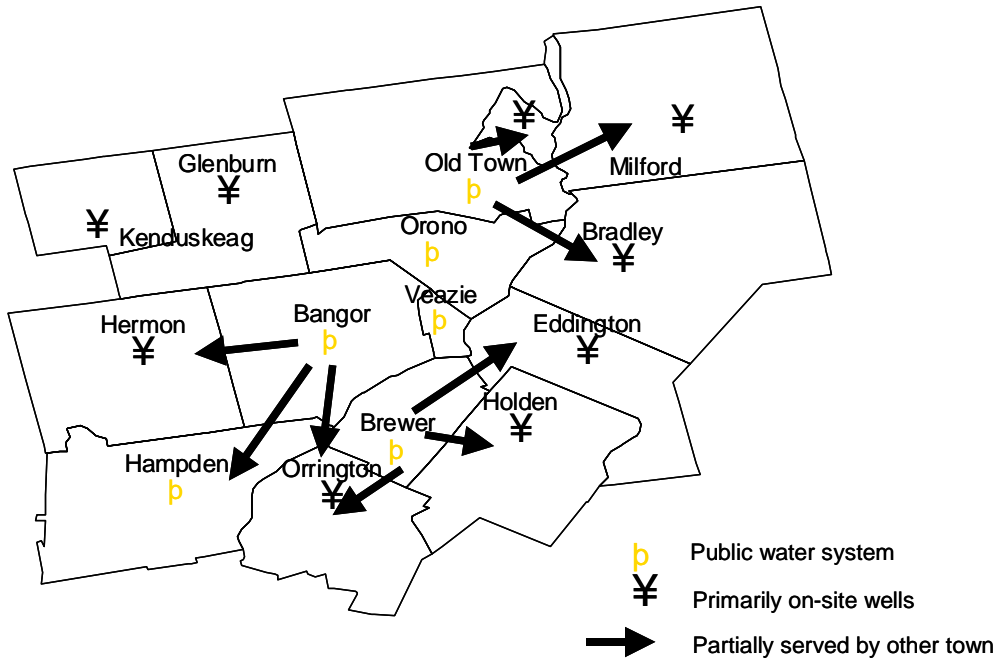 ¥
¥
Old Town
þ
Milford
Glenburn
¥
¥
Kenduskeag
Orono
þ
Bradley
¥
Veazie
þ
Hermon
¥
Bangor
þ
Eddington
¥
Holden
¥
Brewer
þ
Hampden
þ
Orrington
¥
þ Public water system
¥ Primarily on-site wells
Partially served by other town